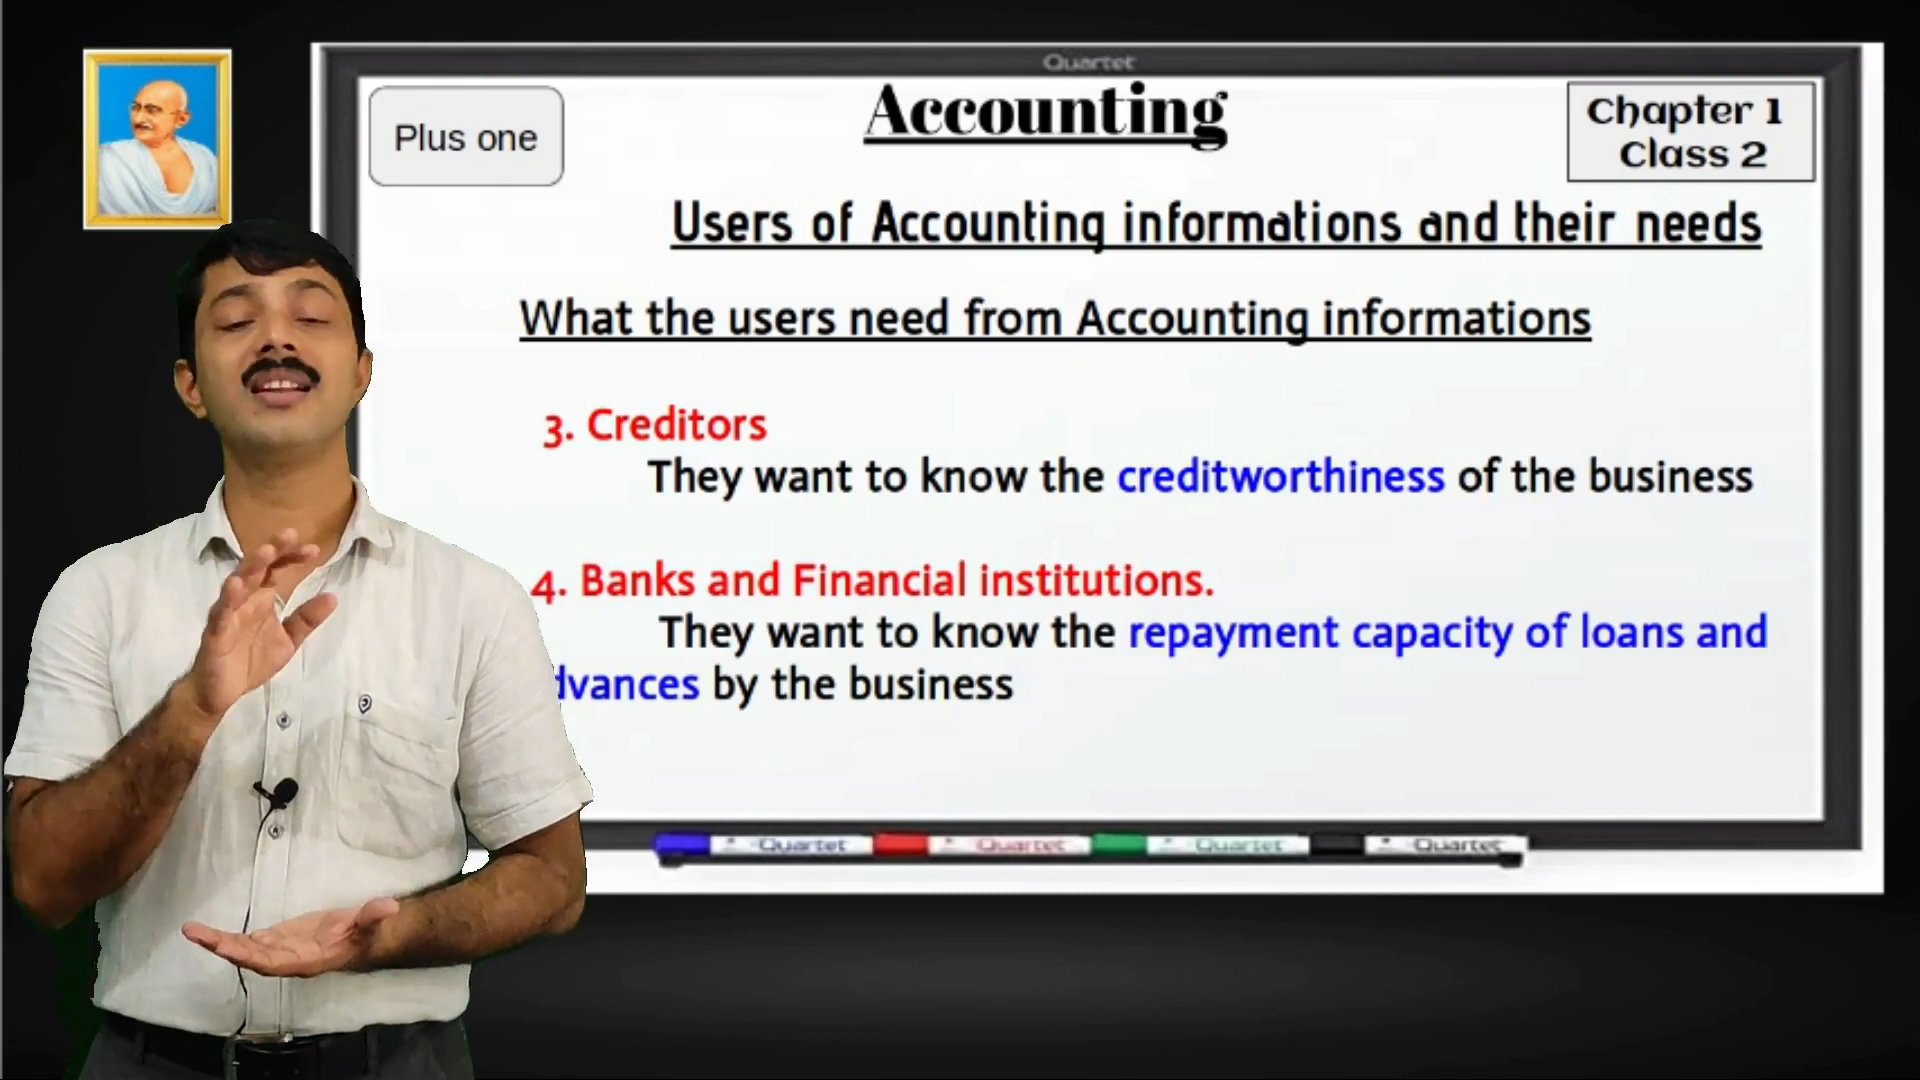 Quartet
Plus one
Accounting
Chapter 1
Class 2
Users of Accounting informations and their needs
What the users need from Accounting informations
3. Creditors
They want to know the creditworthiness of the business
4. Banks and Financial institutions.
They want to know the repayment capacity of loans and
dvances by the business
Quartet Quartet Quartet Quartet